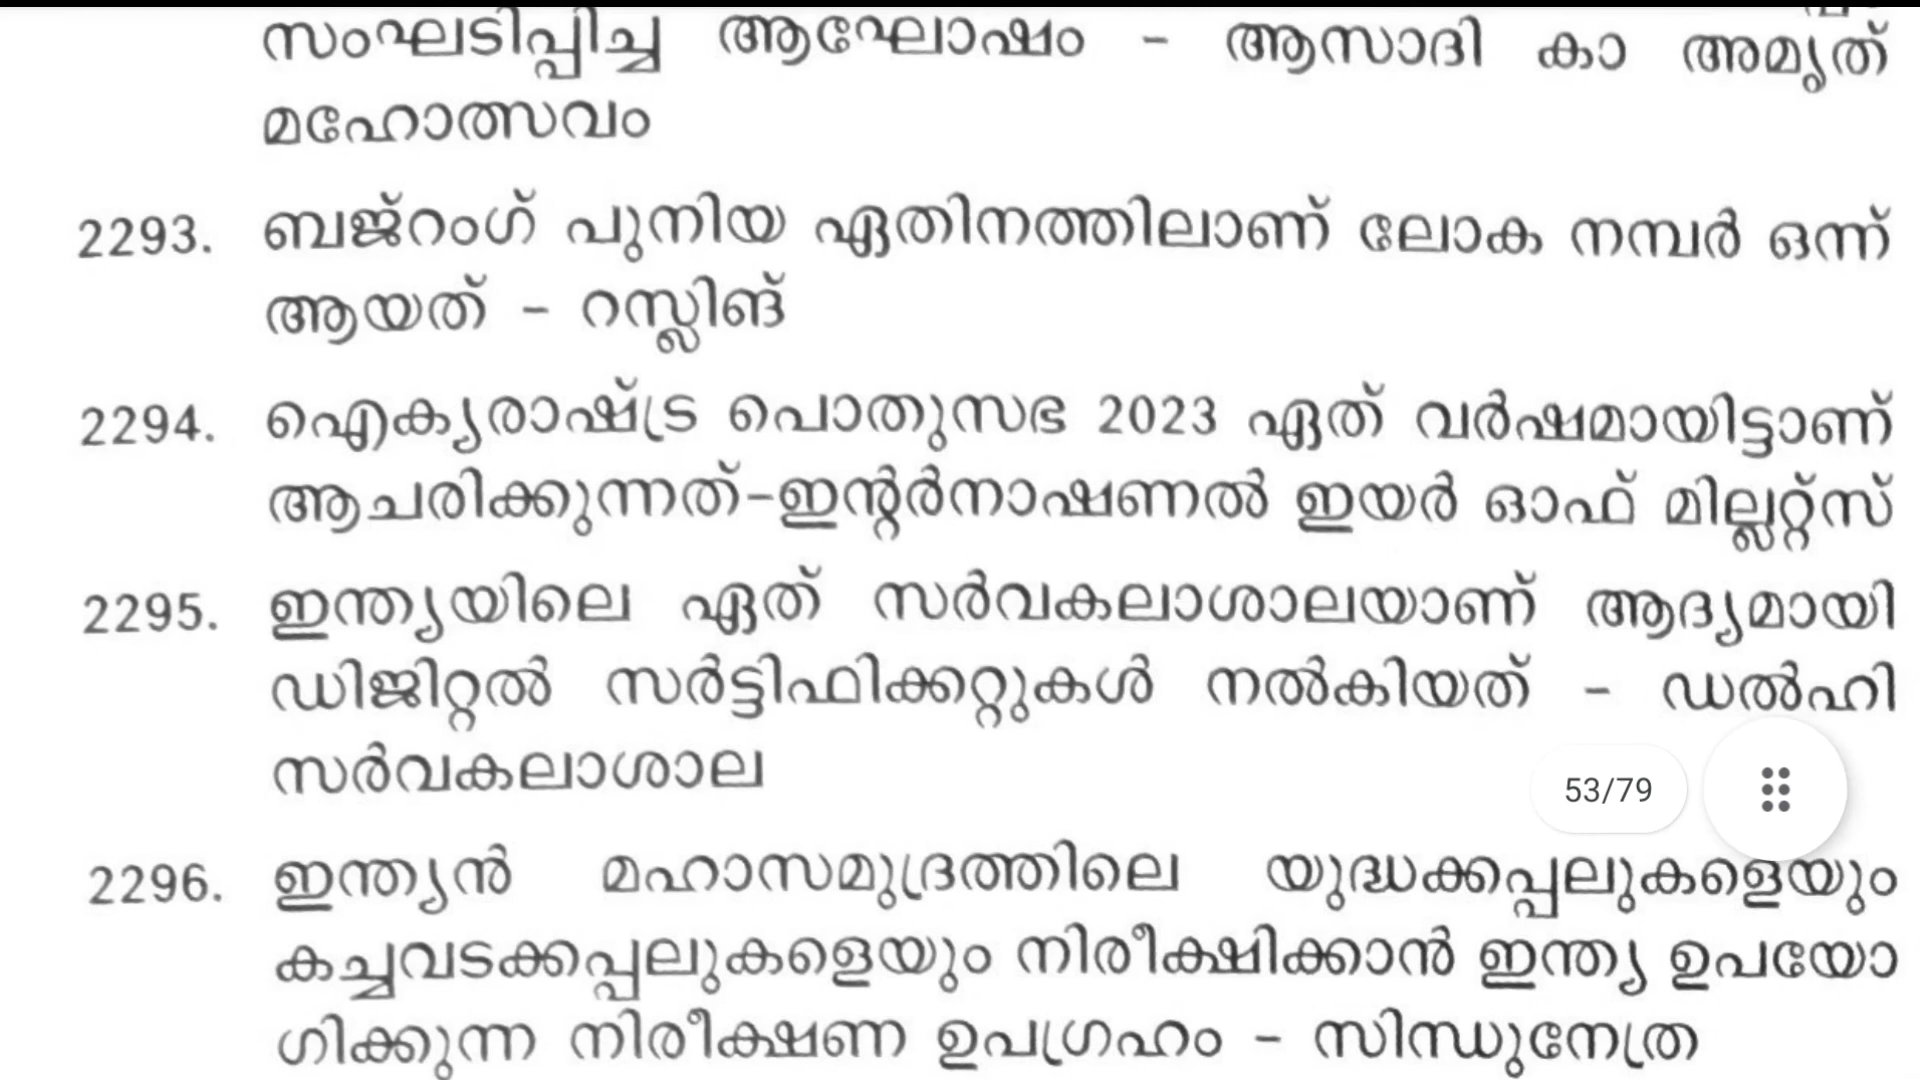 സംഘടിപ്പിച്ച ആഘോഷം - ആസാദി കാ അമൃത്
മഹോത്സവം
2293. ബജ്റംഗ് പുനിയ ഏതിനത്തിലാണ് ലോക നമ്പർ ഒന്ന്
ആയത് - റസ്ലിങ്
2294. ഐക്യരാഷ്ട്ര പൊതുസഭ 2023 ഏത് വർഷമായിട്ടാണ്
ആചരിക്കുന്നത്-ഇന്റർനാഷണൽ ഇയർ ഓഫ് മില്ലറ്റ്സ്
2295. ഇന്ത്യയിലെ ഏത് സർവകലാശാലയാണ് ആദ്യമായി
ഡിജിറ്റൽ സർട്ടിഫിക്കറ്റുകൾ നൽകിയത് - ഡൽഹി
സർവകലാശാല
53/79
2296. ഇന്ത്യൻ മഹാസമുദ്രത്തിലെ യുദ്ധക്കപ്പലുകളെയും
കച്ചവടക്കപ്പലുകളെയും നിരീക്ഷിക്കാൻ ഇന്ത്യ ഉപയോ
ഗിക്കുന്ന നിരീക്ഷണ ഉപഗ്രഹം - സിന്ധുനേത്ര